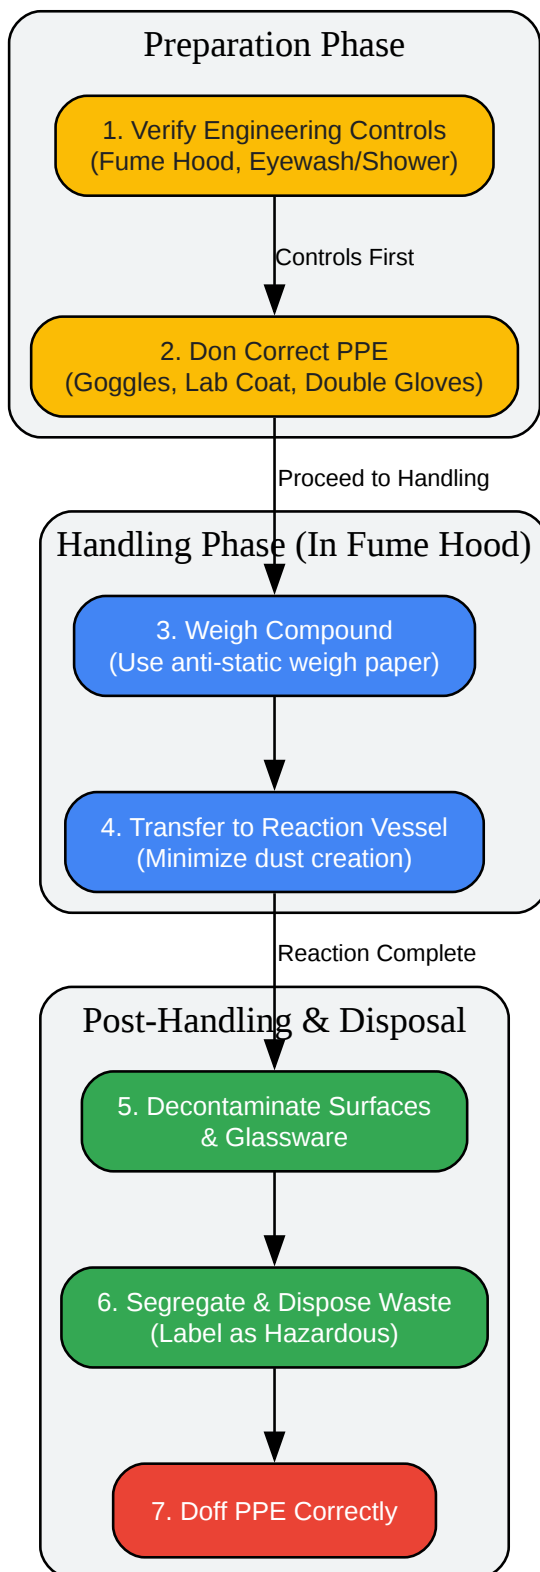 Preparation Phase
1. Verify Engineering Controls
(Fume Hood, Eyewash/Shower)
Controls First
2. Don Correct PPE
(Goggles, Lab Coat, Double Gloves)
Proceed to Handling
Handling Phase (In Fume Hood)
3. Weigh Compound
(Use anti-static weigh paper)
4. Transfer to Reaction Vessel
(Minimize dust creation)
Reaction Complete
Post-Handling & Disposal
5. Decontaminate Surfaces
& Glassware
6. Segregate & Dispose Waste
(Label as Hazardous)
7. Doff PPE Correctly